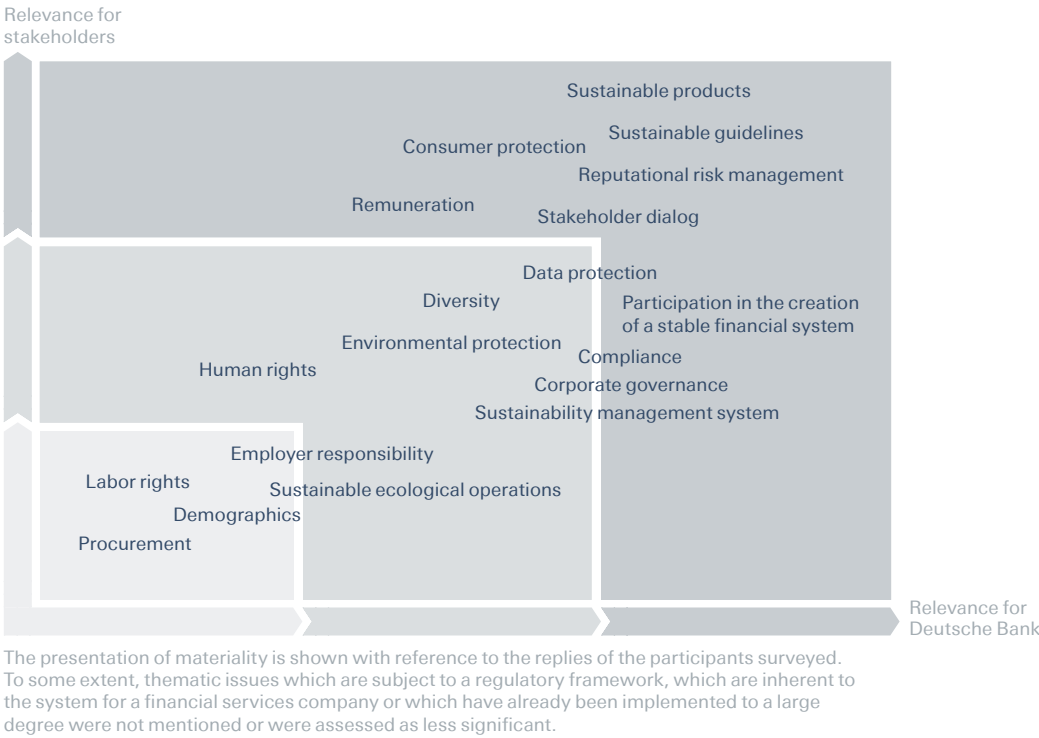 Relevance for
stakeholders
Sustainable products
Sustainable guidelines
Consumer protection
Reputational risk management
Remuneration
Stakeholder dialog
Data protection
Diversity
Participation in the creation
of a stable financial system
Environmental protection
Compliance
Human rights
Corporate governance
Sustainability management system
Employer responsibility
Labor rights
Sustainable ecological operations
Demographics
Procurement
Relevance for
Deutsche Bank
The presentation of materiality is shown with reference to the replies of the participants surveyed.
To some extent, thematic issues which are subject to a regulatory framework, which are inherent to
the system for a financial services company or which have already been implemented to a large
degree were not mentioned or were assessed as less significant.